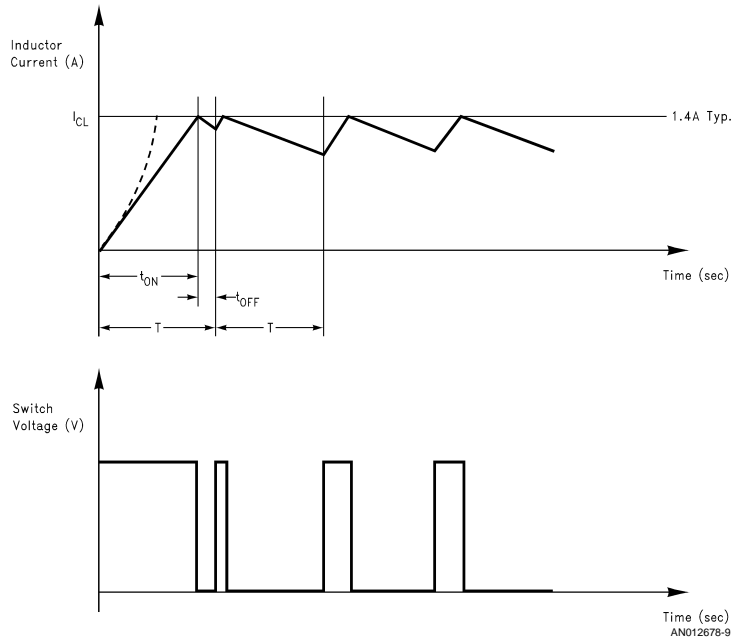 Inductor
Current (A)
I_CL
1.4A Typ.
Time (sec)
t_ON
t_OFF
T
T
Switch
Voltage (V)
Time (sec)
AN012678-9